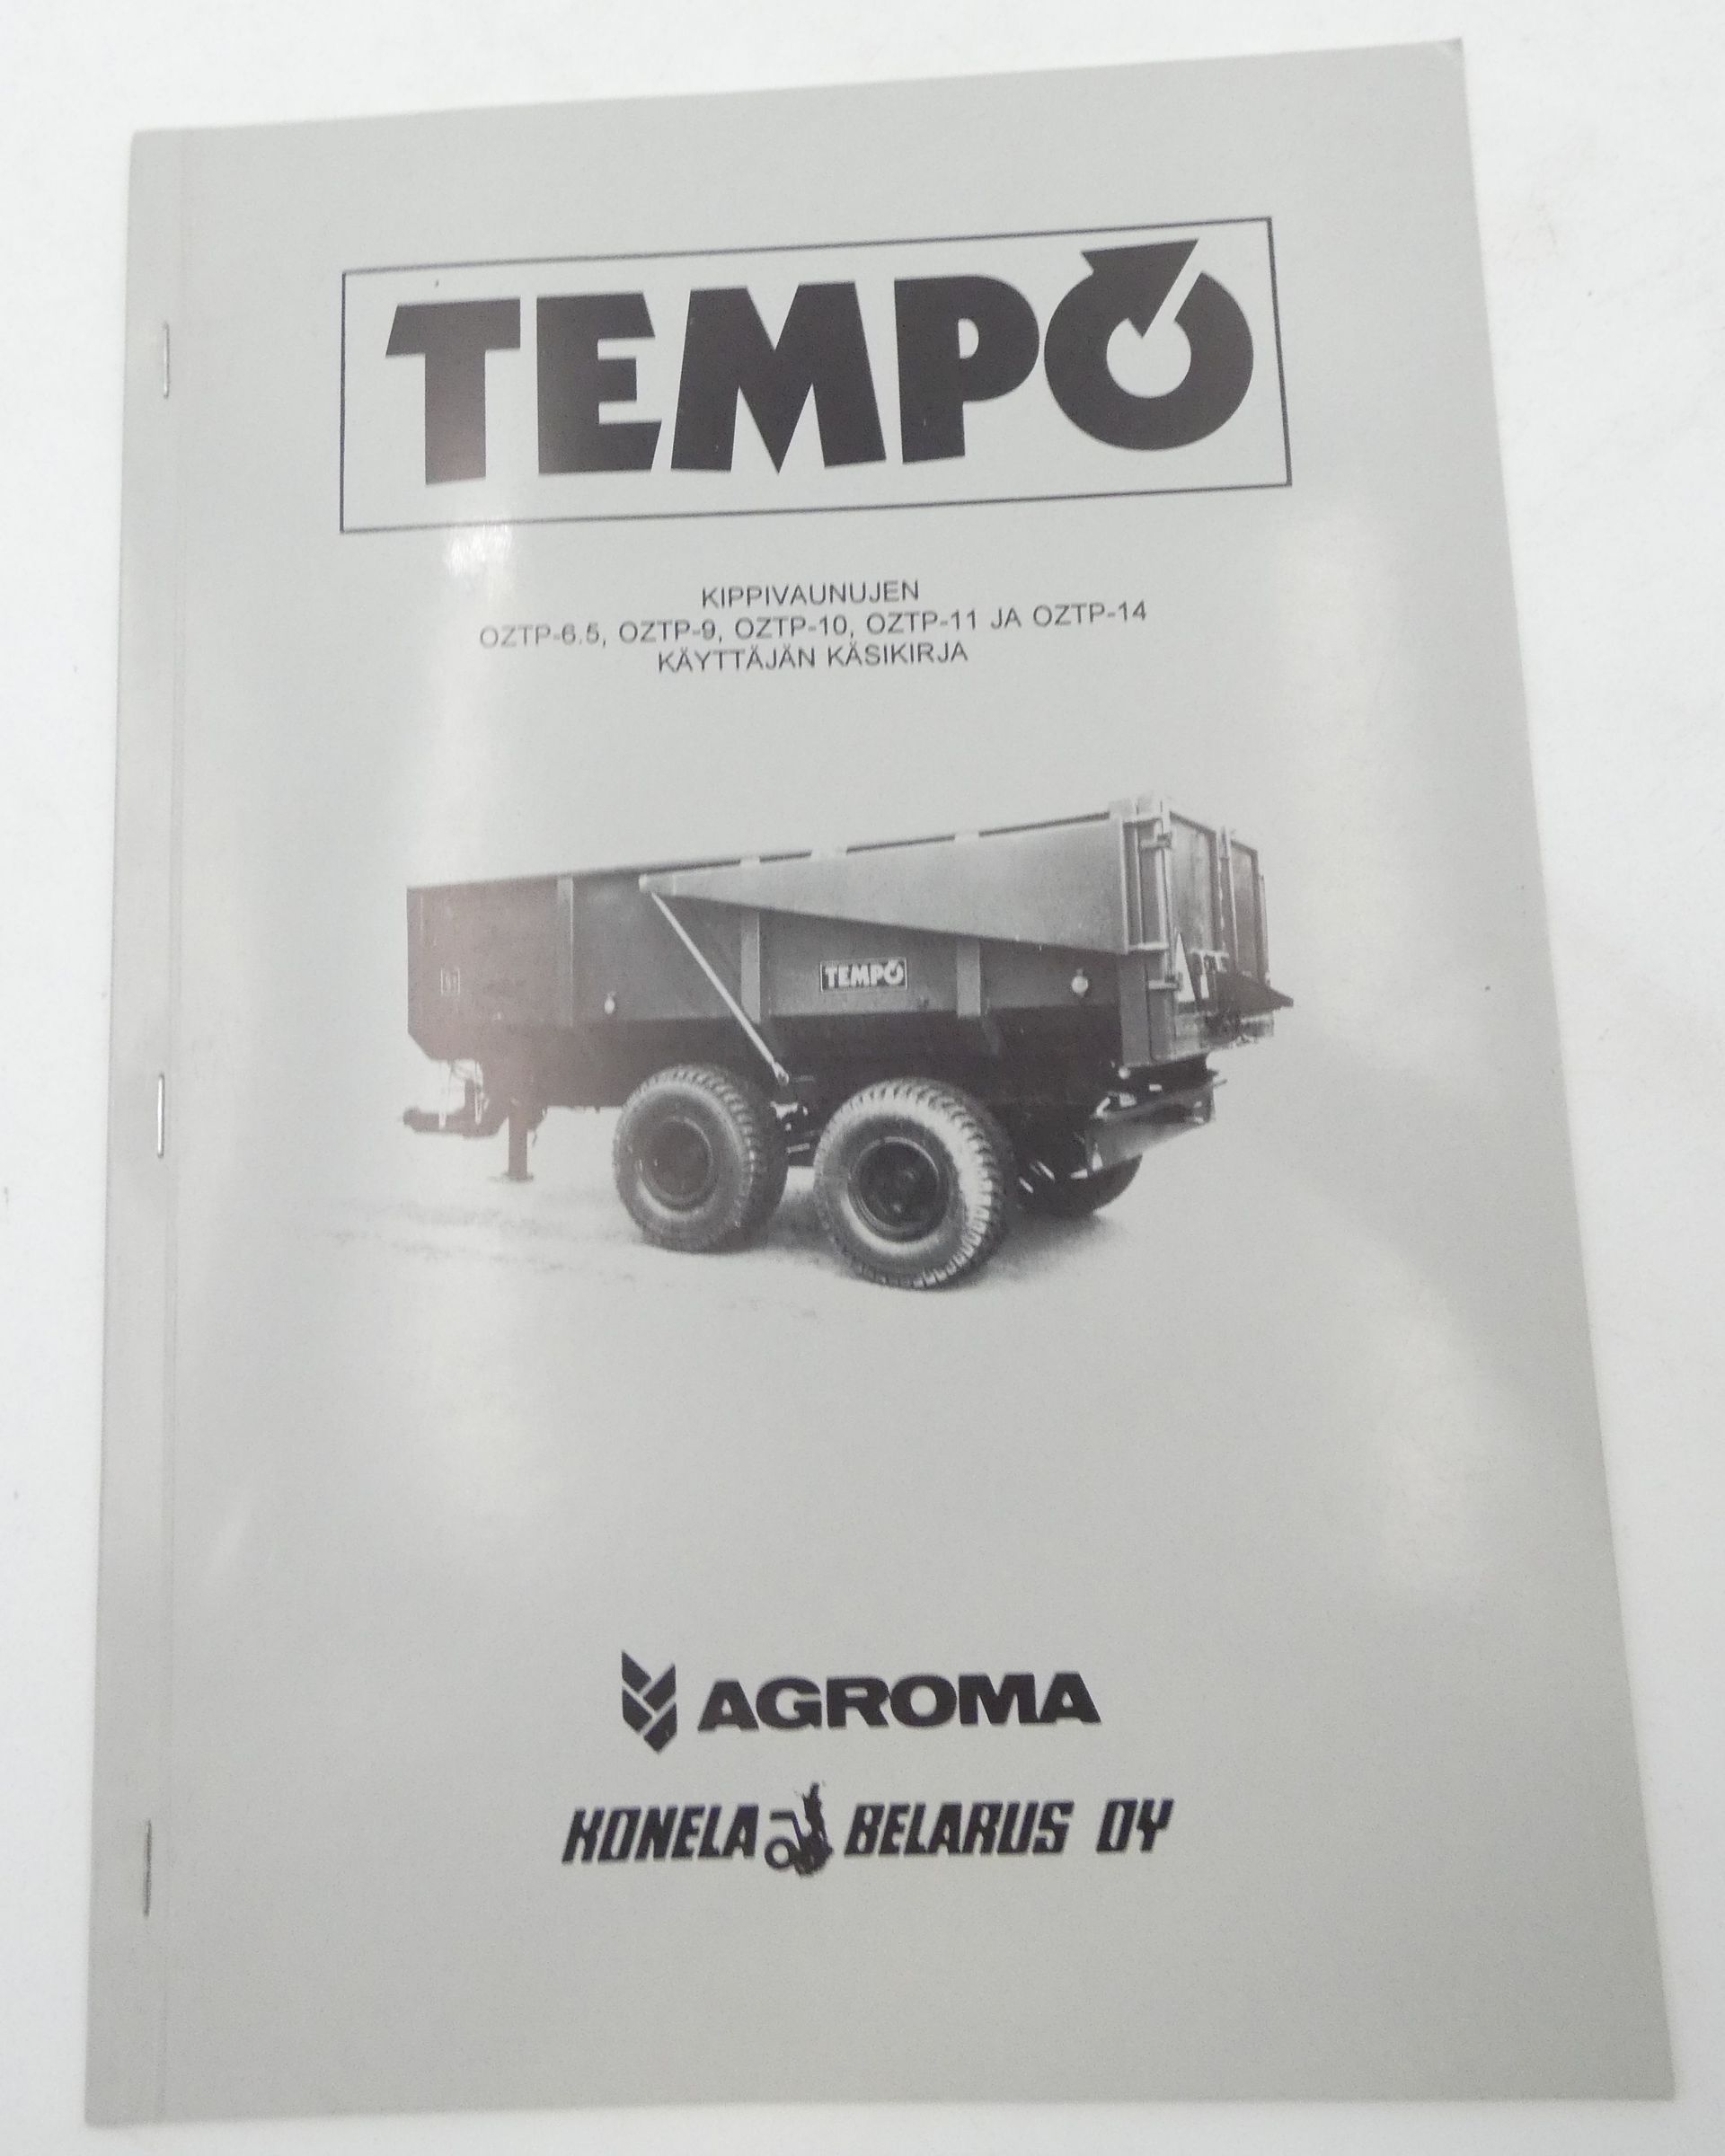 TEMPO
KIPPIVAUNUJEN
OZTP-6.5, OZTP-9, OZTP-10, OZTP-11 JA OZTP-14
KÄYTTÄJÄN KÄSIKIRJA
TEMPO
AGROMA
KONELA BELARUS OY